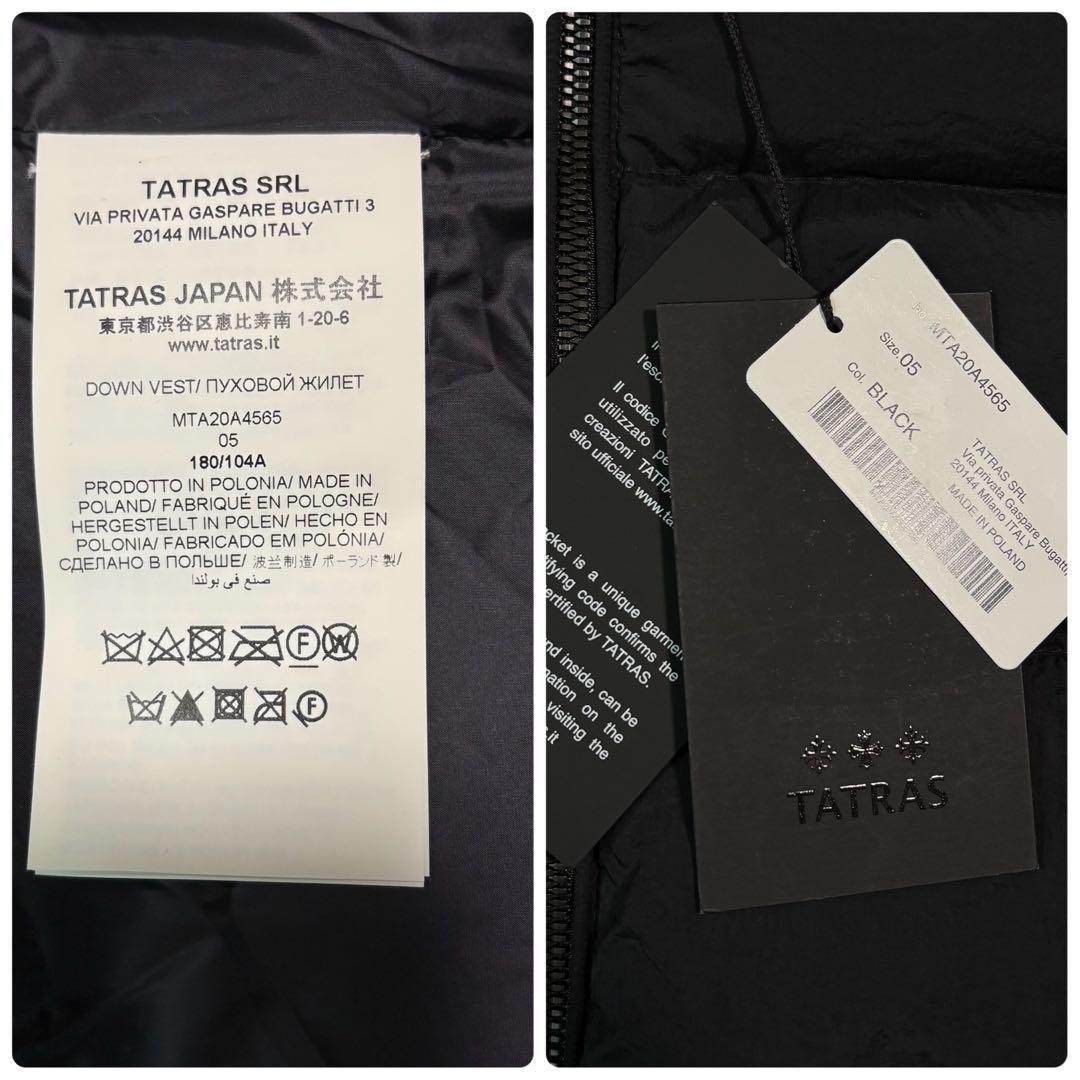 TATRAS SRL
VIA PRIVATA GASPARE BUGATTI 3
20144 MILANO ITALY
TATRAS JAPAN 株式会社
東京都渋谷区恵比寿南 1-20-6
www.tatras.it
DOWN VEST/ ПУХОВОЙ ЖИЛЕТ
MTA20A4565
05
180/104A
PRODOTTO IN POLONIA/ MADE IN
POLAND/ FABRIQUÉ EN POLOGNE/
HERGESTELLT IN POLEN/ HECHO EN
POLONIA/ FABRICADO EM POLÓNIA/
СДЕЛАНО В ПОЛЬШЕ/ 波兰制造/ ポーランド製/
صنع في بولندا
F W
F
Il codice
utilizzato
creazioni TATRA
sito ufficiale www.ta
cket is a unique garmen
tifying code confirms the
ertified by TATRAS.
nd inside, can be
mation on the
visiting the
r.it
MTA20A4565
Size. 05
Col. BLACK
TATRAS SRL
Via privata Gaspare Bugatti
20144 Milano ITALY
MADE IN POLAND
TATRAS